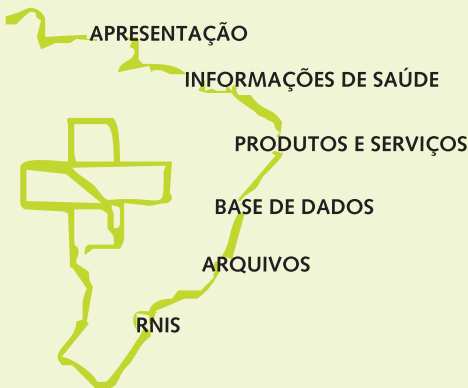 APRESENTAÇÃO
INFORMAÇÕES DE SAÚDE
PRODUTOS E SERVIÇOS
BASE DE DADOS
ARQUIVOS
RNIS